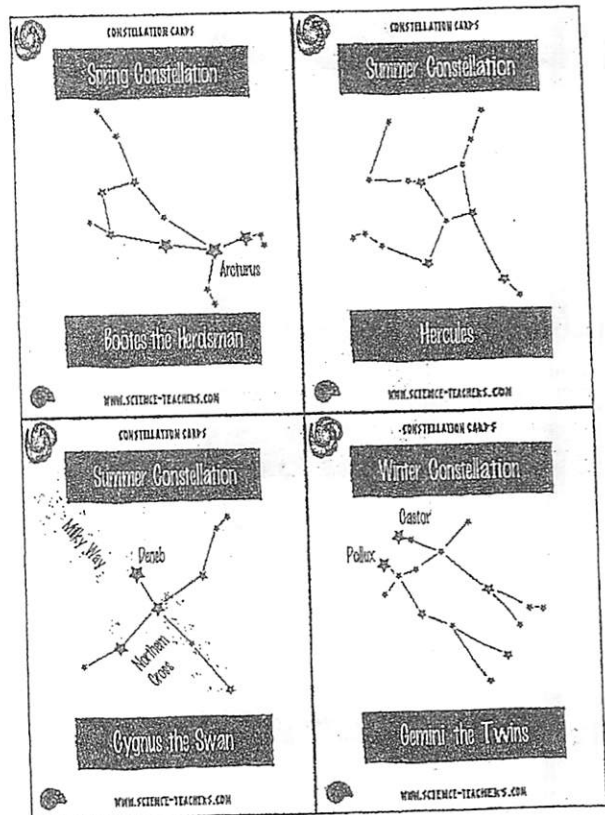 CONSTELLATION CARDS
Spring Constellation
Arcturus
Bootes the Herdsman
WWW.SCIENCE-TEACHERS.COM
CONSTELLATION CARDS
Summer Constellation
Hercules
WWW.SCIENCE-TEACHERS.COM
CONSTELLATION CARDS
Summer Constellation
Milky Way
Deneb
Northern
Cross
Cygnus the Swan
WWW.SCIENCE-TEACHERS.COM
CONSTELLATION CARDS
Winter Constellation
Castor
Pollux
Gemini the Twins
WWW.SCIENCE-TEACHERS.COM